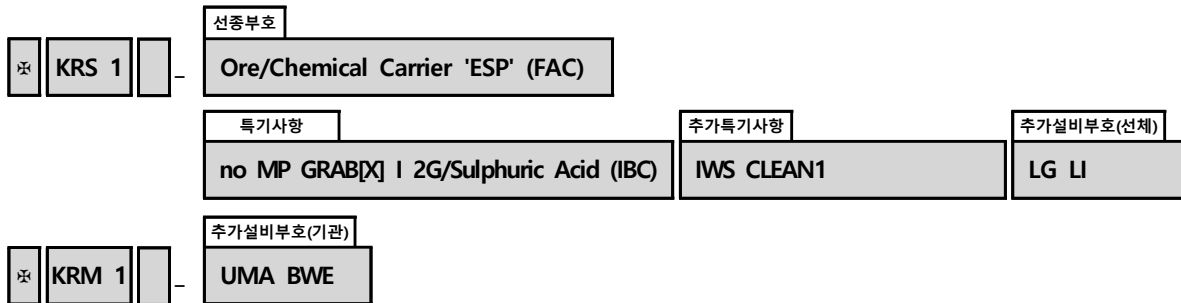 선종부호
✠ KRS 1 – Ore/Chemical Carrier 'ESP' (FAC)
특기사항 추가특기사항 추가설비부호(선체)
no MP GRAB[X] I 2G/Sulphuric Acid (IBC) IWS CLEAN1 LG LI
추가설비부호(기관)
✠ KRM 1 – UMA BWE